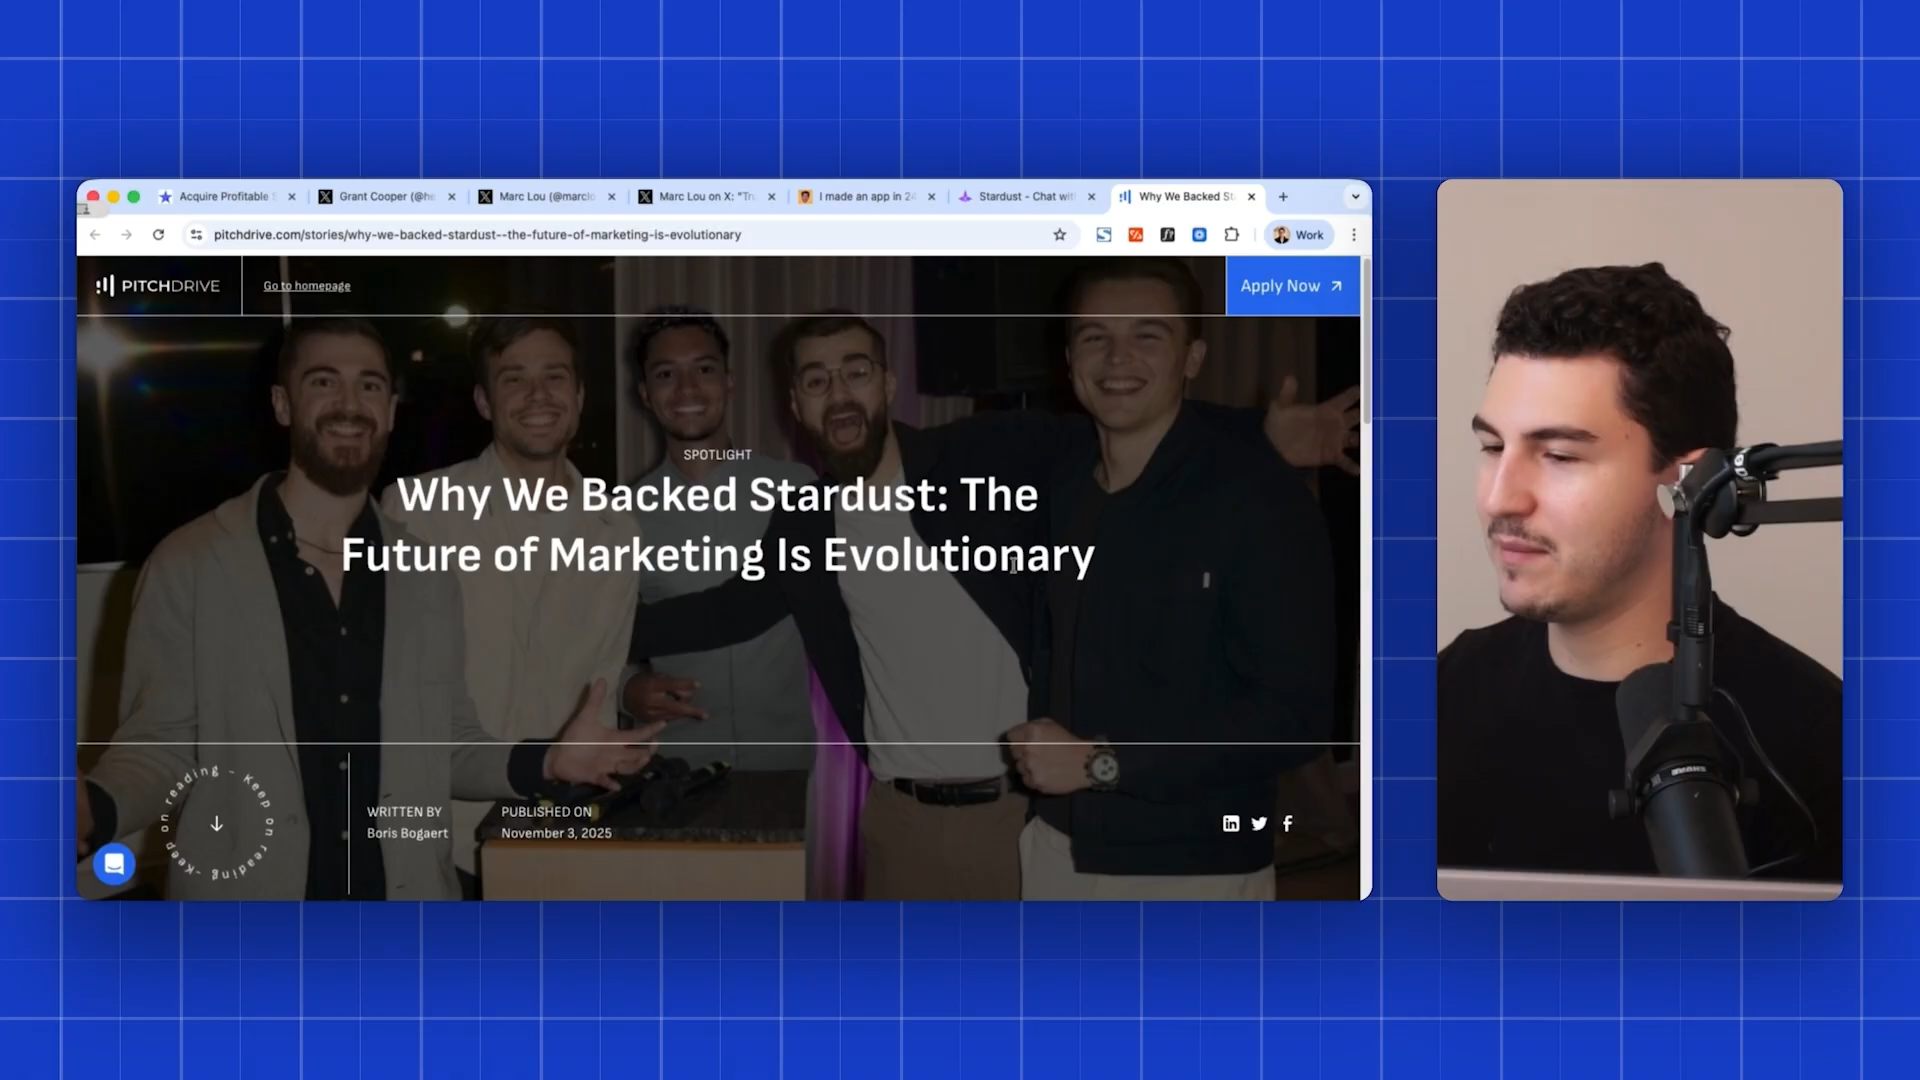 Acquire Profitable S
Grant Cooper (@he
Marc Lou (@marclo
Marc Lou on X: "Tru
I made an app in 24
Stardust - Chat wit
Why We Backed St
pitchdrive.com/stories/why-we-backed-stardust--the-future-of-marketing-is-evolutionary
Work
PITCHDRIVE
Go to homepage
Apply Now
SPOTLIGHT
Why We Backed Stardust: The
Future of Marketing Is Evolutionary
Keep on reading - Keep on reading -
WRITTEN BY
Boris Bogaert
PUBLISHED ON
November 3, 2025